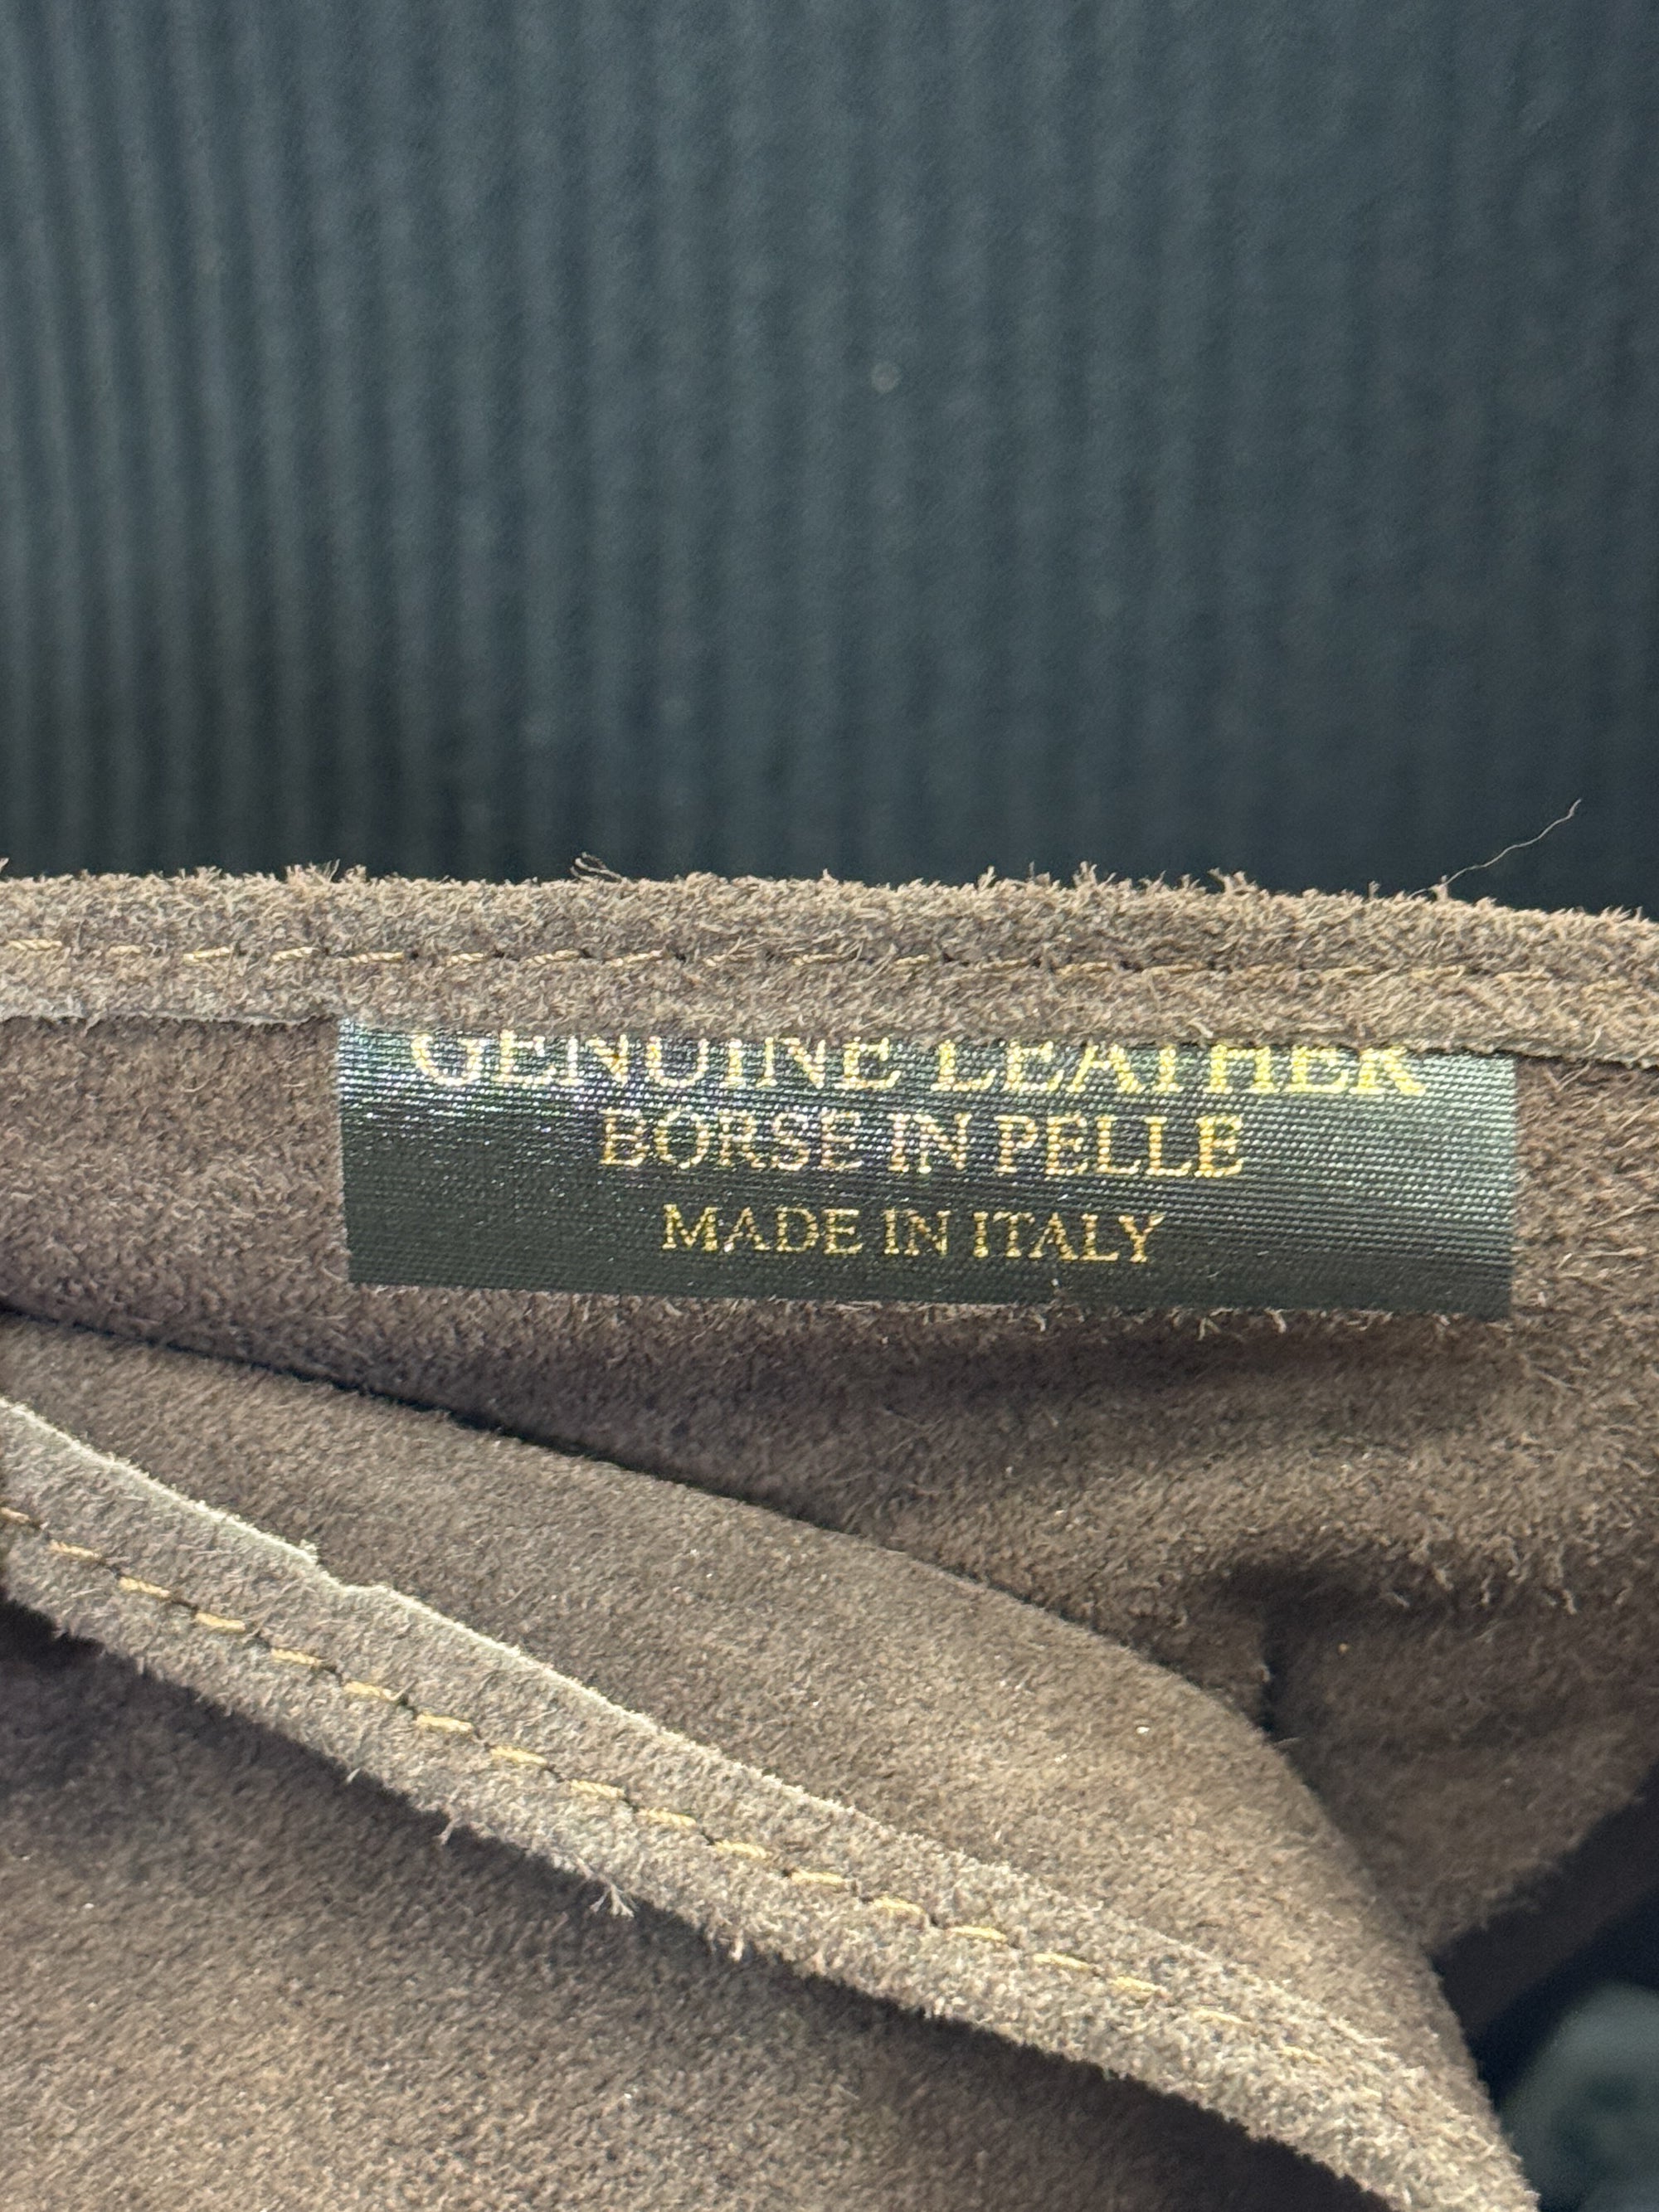 GENUINE LEATHER
BORSE IN PELLE
MADE IN ITALY